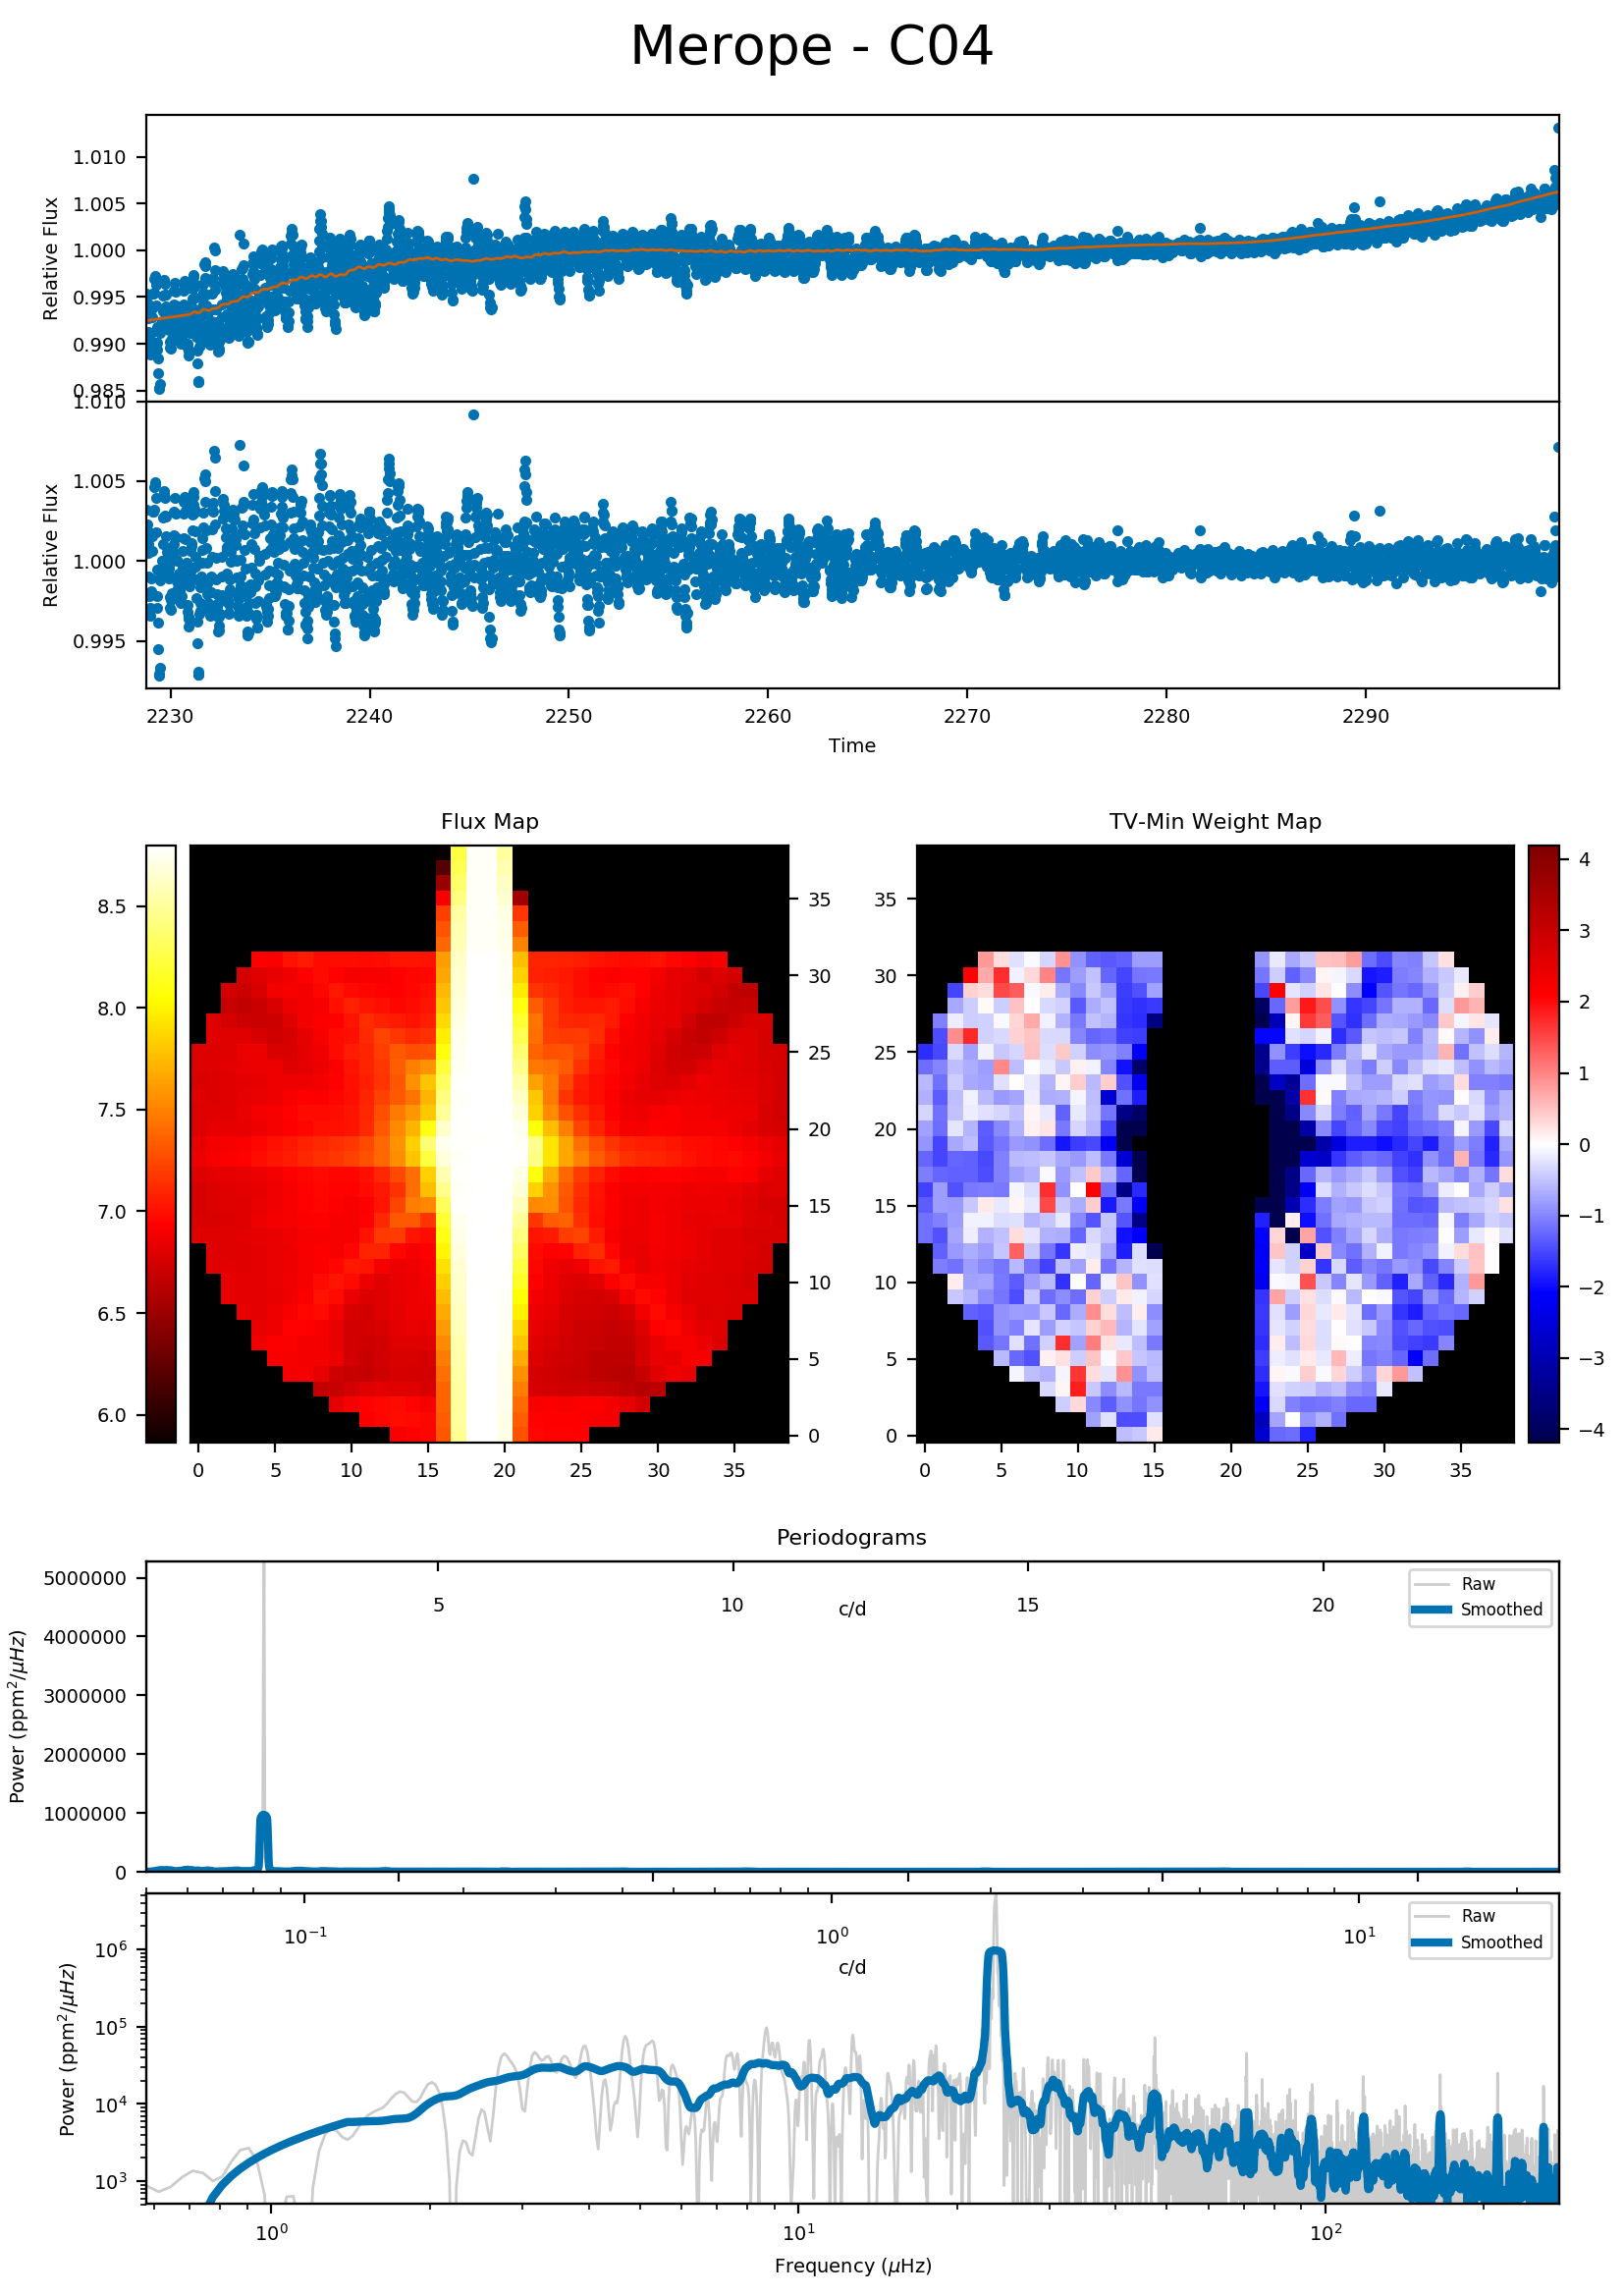 Merope - C04
Relative Flux
1.010
1.005
1.000
0.995
0.990
0.985
Relative Flux
1.010
1.005
1.000
0.995
2230 2240 2250 2260 2270 2280 2290
Time
Flux Map
8.5
8.0
7.5
7.0
6.5
6.0
35
30
25
20
15
10
5
0
0 5 10 15 20 25 30 35
TV-Min Weight Map
35
30
25
20
15
10
5
0
0 5 10 15 20 25 30 35
4
3
2
1
0
−1
−2
−3
−4
Periodograms
Power (ppm²/μHz)
5000000
4000000
3000000
2000000
1000000
0
5 10 15 20
c/d
Raw
Smoothed
Power (ppm²/μHz)
10⁶
10⁵
10⁴
10³
10⁻¹ 10⁰ 10¹
c/d
Raw
Smoothed
10⁰ 10¹ 10²
Frequency (μHz)